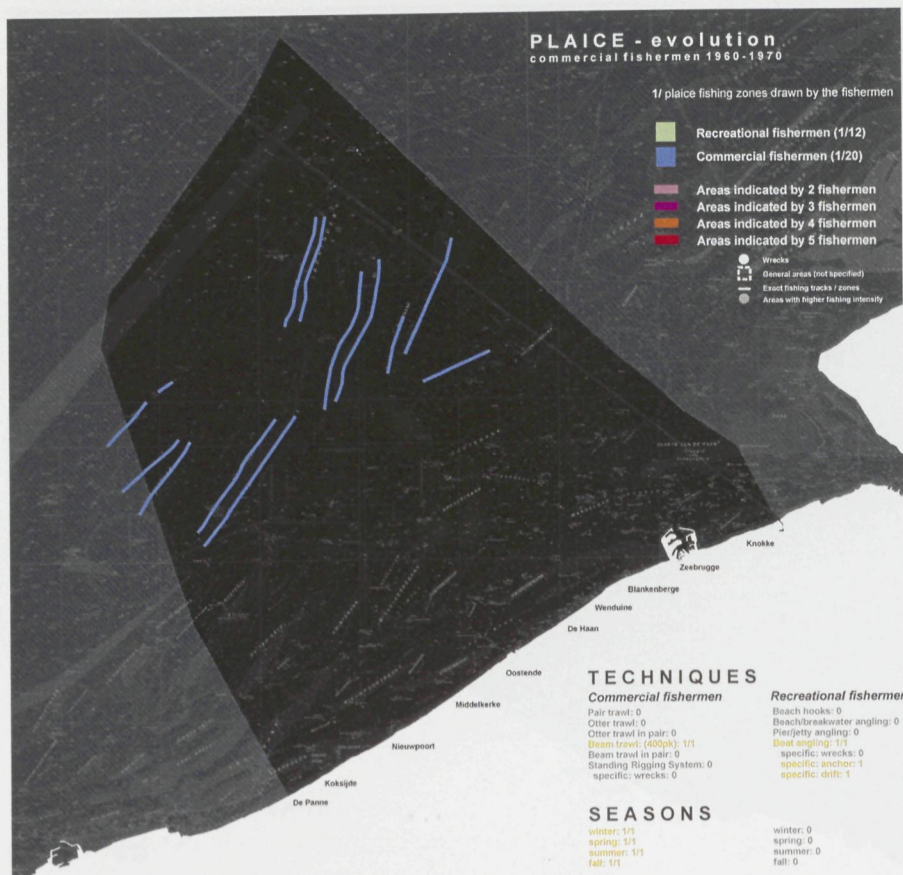 PLAICE - evolution
commercial fishermen 1960-1970
1/ plaice fishing zones drawn by the fishermen
Recreational fishermen (1/12)
Commercial fishermen (1/20)
Areas indicated by 2 fishermen
Areas indicated by 3 fishermen
Areas indicated by 4 fishermen
Areas indicated by 5 fishermen
Wrecks
General areas (not specified)
Exact fishing tracks / zones
Areas with higher fishing intensity
Knokke
Zeebrugge
Blankenberge
Wenduine
De Haan
Oostende
Middelkerke
Nieuwpoort
Koksijde
De Panne
TECHNIQUES
Commercial fishermen
Pair trawl: 0
Otter trawl: 0
Otter trawl in pair: 0
Beam trawl: (400pk): 1/1
Beam trawl in pair: 0
Standing Rigging System: 0
specific: wrecks: 0
Recreational fishermen
Beach hooks: 0
Beach/breakwater angling: 0
Pier/jetty angling: 0
Boat angling: 1/1
specific: wrecks: 0
specific: anchor: 1
specific: drift: 1
SEASONS
winter: 1/1
spring: 1/1
summer: 1/1
fall: 1/1
winter: 0
spring: 0
summer: 0
fall: 0